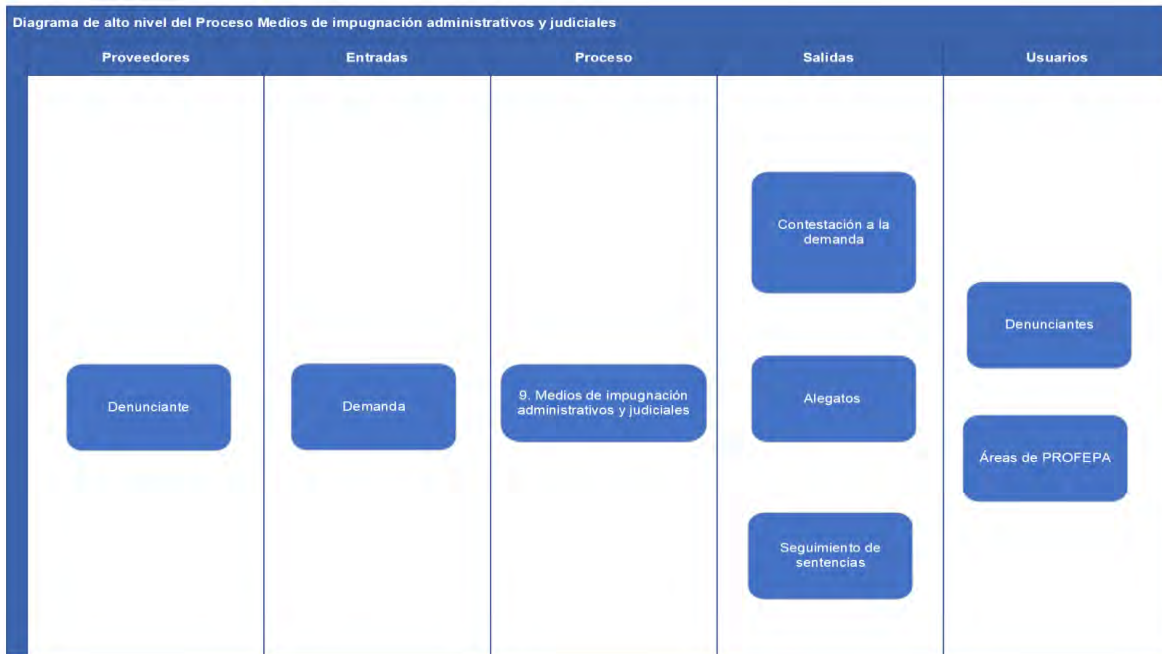 Diagrama de alto nivel del Proceso Medios de impugnación administrativos y judiciales
Proveedores
Entradas
Proceso
Salidas
Usuarios
Denunciante
Demanda
9. Medios de impugnación
administrativos y judiciales
Contestación a la
demanda
Alegatos
Seguimiento de
sentencias
Denunciantes
Áreas de PROFEPA